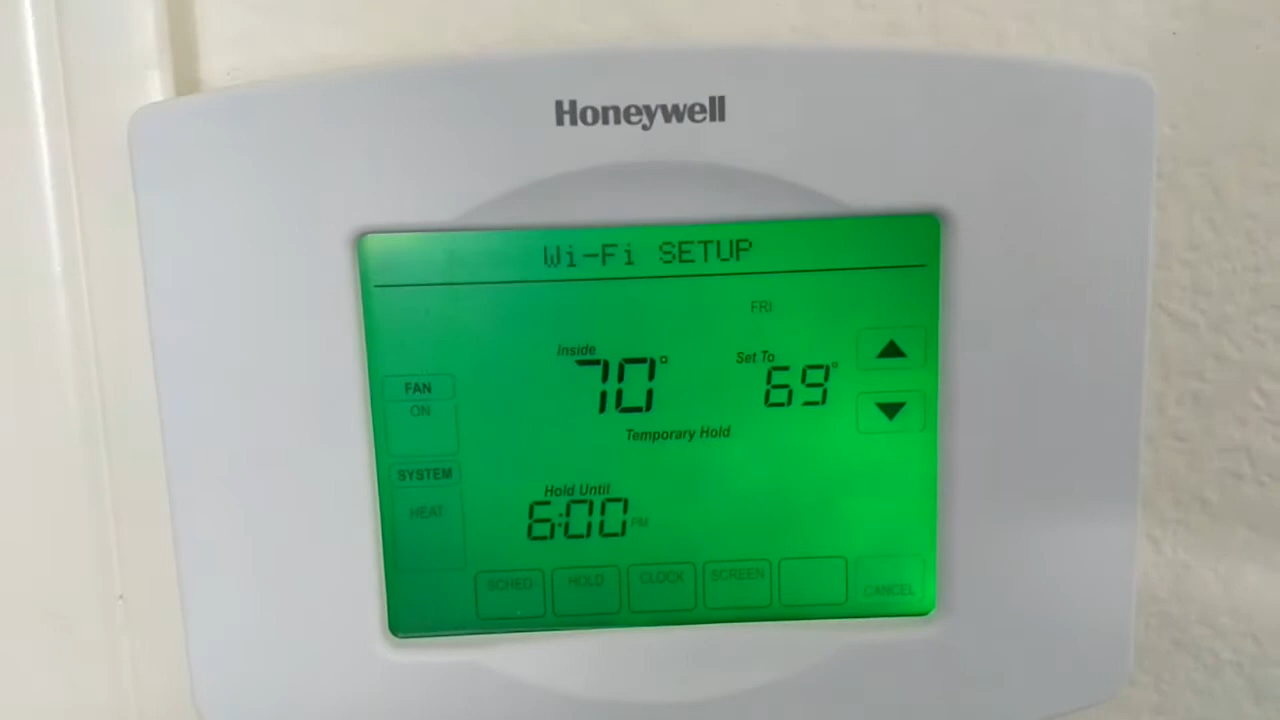 Honeywell
Wi-Fi SETUP
FRI
Inside
70°
Set To
69°
FAN
ON
Temporary Hold
SYSTEM
HEAT
Hold Until
6:00 PM
SCHED HOLD CLOCK SCREEN CANCEL